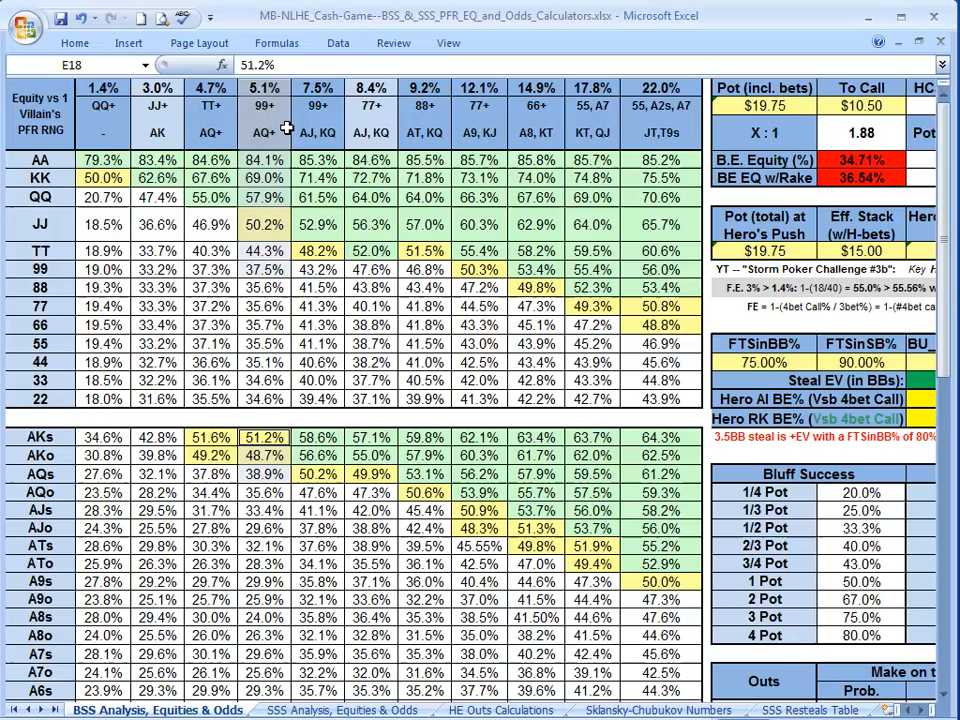 MB-NLHE_Cash-Game--BSS_&_SSS_PFR_EQ_and_Odds_Calculators.xlsx - Microsoft Excel
Home Insert Page Layout Formulas Data Review View
E18 fx 51.2%
Equity vs 1 Villain's PFR RNG 1.4% 3.0% 4.7% 5.1% 7.5% 8.4% 9.2% 12.1% 14.9% 17.8% 22.0%
QQ+ JJ+ TT+ 99+ 99+ 77+ 88+ 77+ 66+ 55, A7 55, A2s, A7
- AK AQ+ AQ+ AJ, KQ AJ, KQ AT, KQ A9, KJ A8, KT KT, QJ JT,T9s
AA 79.3% 83.4% 84.6% 84.1% 85.3% 84.6% 85.5% 85.7% 85.8% 85.7% 85.2%
KK 50.0% 62.6% 67.6% 69.0% 71.4% 72.7% 71.8% 73.1% 74.0% 74.8% 75.5%
QQ 20.7% 47.4% 55.0% 57.9% 61.5% 64.0% 64.0% 66.3% 67.6% 69.0% 70.6%
JJ 18.5% 36.6% 46.9% 50.2% 52.9% 56.3% 57.0% 60.3% 62.9% 64.0% 65.7%
TT 18.9% 33.7% 40.3% 44.3% 48.2% 52.0% 51.5% 55.4% 58.2% 59.5% 60.6%
99 19.0% 33.2% 37.3% 37.5% 43.2% 47.6% 46.8% 50.3% 53.4% 55.4% 56.0%
88 19.3% 33.3% 37.3% 35.6% 41.5% 43.8% 43.4% 47.2% 49.8% 52.3% 53.4%
77 19.4% 33.3% 37.2% 35.6% 41.3% 40.1% 41.8% 44.5% 47.3% 49.3% 50.8%
66 19.5% 33.4% 37.3% 35.7% 41.3% 38.8% 41.8% 43.3% 45.1% 47.2% 48.8%
55 19.4% 33.2% 37.1% 35.5% 41.1% 38.7% 41.5% 42.9% 43.9% 45.2% 46.9%
44 18.9% 32.7% 36.6% 35.1% 40.6% 38.2% 41.0% 42.5% 43.4% 43.9% 45.6%
33 18.5% 32.2% 36.1% 34.6% 40.0% 37.7% 40.5% 42.0% 42.8% 43.3% 44.8%
22 18.0% 31.6% 35.5% 34.6% 39.4% 37.1% 40.0% 41.3% 42.2% 42.7% 43.9%
AKs 34.6% 42.8% 51.6% 51.2% 58.6% 57.1% 59.8% 62.1% 63.4% 63.7% 64.3%
AKo 30.8% 39.8% 49.2% 48.7% 56.6% 55.0% 57.9% 60.3% 61.7% 62.0% 62.5%
AQs 27.6% 32.1% 37.8% 38.9% 50.2% 49.9% 53.1% 56.2% 57.9% 59.5% 61.2%
AQo 23.5% 28.2% 34.4% 35.6% 47.6% 47.3% 50.6% 53.9% 55.7% 57.5% 59.3%
AJs 28.3% 29.5% 31.7% 33.4% 41.1% 42.0% 45.4% 50.9% 53.7% 56.0% 58.2%
AJo 24.3% 25.5% 27.8% 29.6% 37.8% 38.8% 42.4% 48.3% 51.3% 53.7% 56.0%
ATs 28.6% 29.8% 30.3% 32.1% 37.6% 38.9% 39.5% 45.55% 49.8% 51.9% 55.2%
ATo 25.9% 26.3% 26.3% 28.3% 34.1% 35.5% 36.1% 42.5% 47.0% 49.4% 52.9%
A9s 27.8% 29.2% 29.7% 29.9% 35.8% 37.1% 36.0% 40.4% 44.6% 47.3% 50.0%
A9o 23.8% 25.1% 25.7% 25.9% 32.1% 33.6% 32.2% 37.0% 41.5% 44.4% 47.3%
A8s 28.0% 29.4% 30.0% 24.0% 35.8% 36.4% 35.3% 38.5% 41.50% 44.6% 47.6%
A8o 24.0% 25.5% 26.0% 26.3% 32.1% 32.8% 31.5% 35.0% 38.2% 41.5% 44.6%
A7s 28.1% 29.6% 30.2% 42.4% 45.6%
A7o 24.1% 25.6% 26.1% 25.6% 32.2% 32.1% 31.6% 33.7% 36.1% 39.1% 42.5%
A6s 23.9% 29.3% 29.9% 29.3% 35.7% 35.3% 35.2% 37.7% 39.6% 41.2% 44.3%
Pot (incl. bets) To Call HC
$19.75 $10.50
X : 1 1.88 Pot
B.E. Equity (%) 34.71%
BE EQ w/Rake 36.54%
Pot (total) at Hero's Push Eff. Stack (w/H-bets)
$19.75 $15.00
YT -- "Storm Poker Challenge #3b": Key
F.E. 3% > 1.4%: = 1-(18/40) = 55.0% > 55.56%
FE = 1-(4bet Call% / 3bet%) = 1-(#4bet Ca
FTSinBB% FTSinSB% BU_
75.00% 90.00%
Steal EV (in BBs):
Hero AI BE% (Vsb 4bet Call)
Hero RK BE% (Vsb 4bet Call)
3.5BB steal is +EV with a FTSinBB% of 80%
Bluff Success
1/4 Pot 20.0%
1/3 Pot 25.0%
1/2 Pot 33.3%
2/3 Pot 40.0%
3/4 Pot 43.0%
1 Pot 50.0%
2 Pot 67.0%
3 Pot 75.0%
4 Pot 80.0%
Outs Make on t
Prob.
BSS Analysis, Equities & Odds SSS Analysis, Equities & Odds HE Outs Calculations Sklansky-Chubukov Numbers SSS Resteals Table